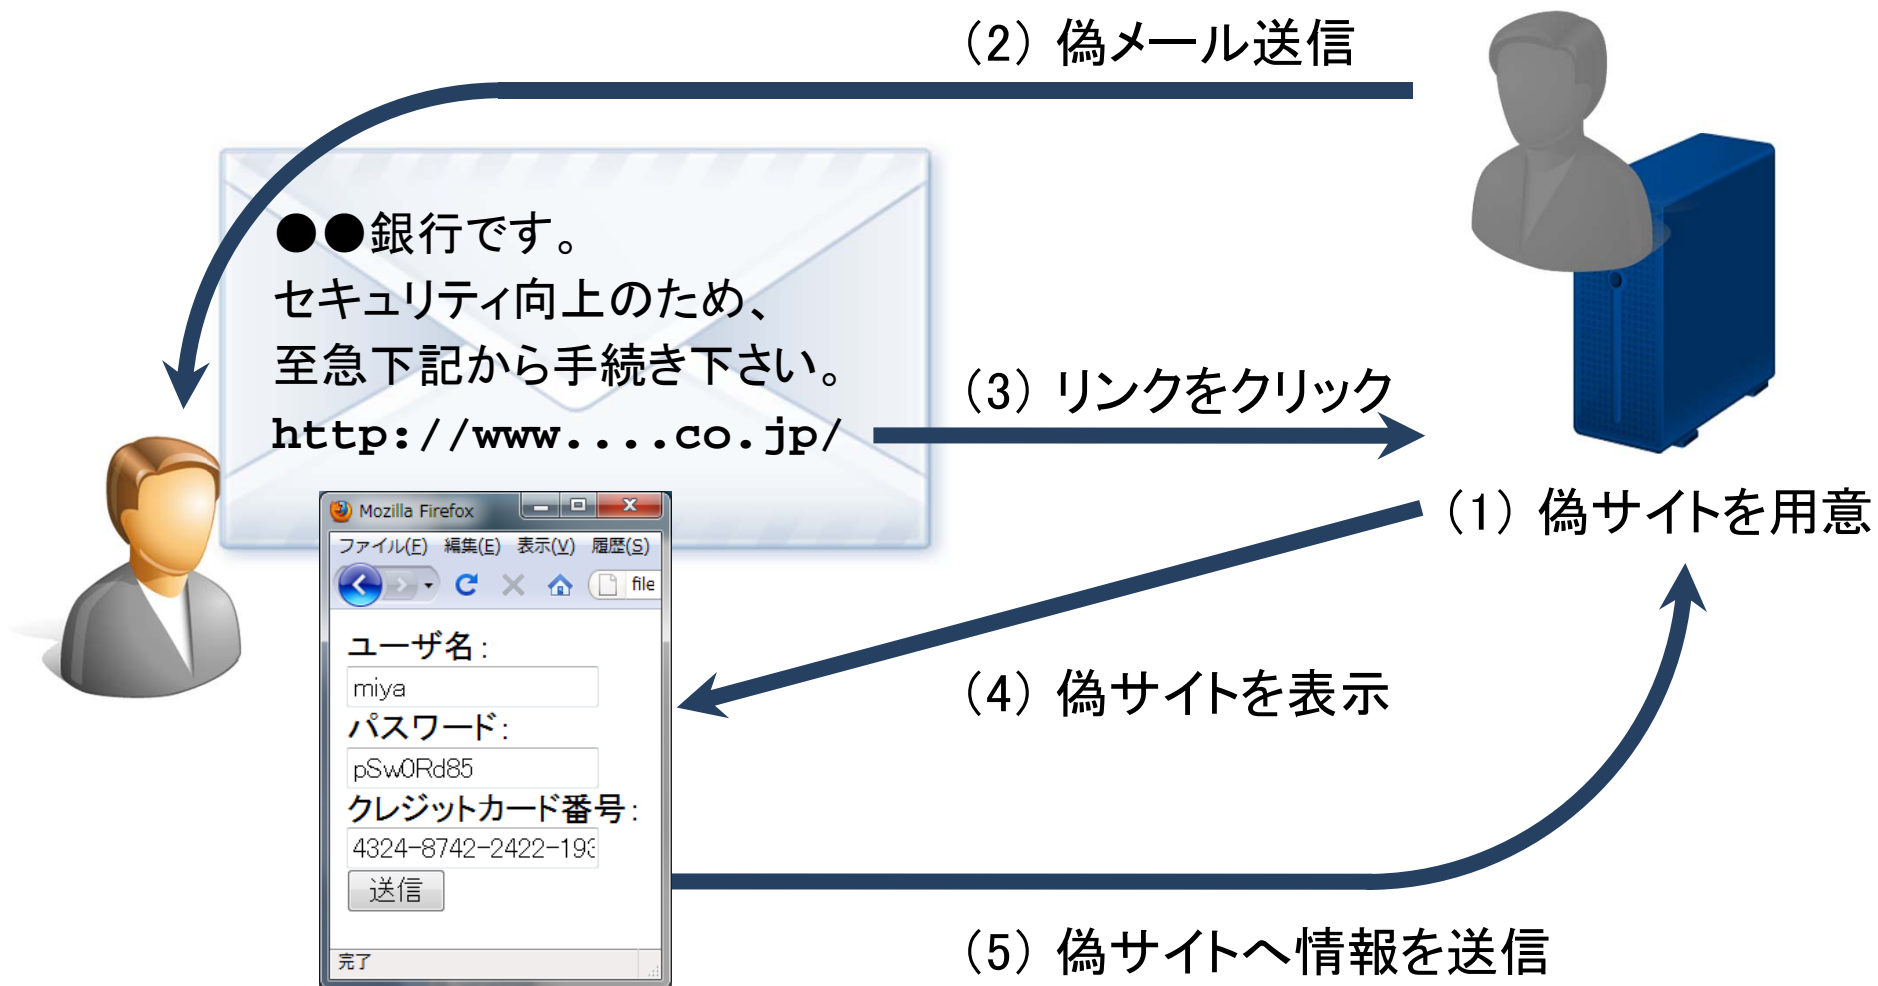 (2) 偽メール送信
●●銀行です。
セキュリティ向上のため、
至急下記から手続き下さい。
http://www....co.jp/
(3) リンクをクリック
(1) 偽サイトを用意
Mozilla Firefox
ファイル(F) 編集(E) 表示(V) 履歴(S)
file
ユーザ名:
miya
パスワード:
pSw0Rd85
(4) 偽サイトを表示
クレジットカード番号:
4324-8742-2422-193
送信
(5) 偽サイトへ情報を送信
完了